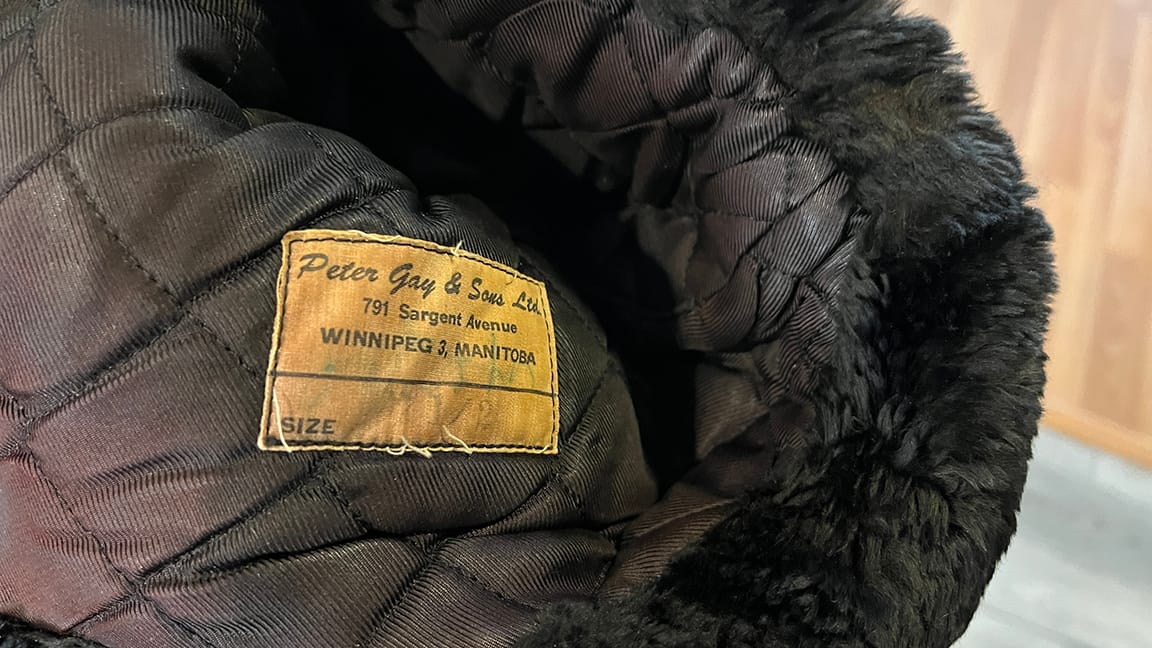 Peter Gay & Sons Ltd.
791 Sargent Avenue
WINNIPEG 3, MANITOBA
SIZE